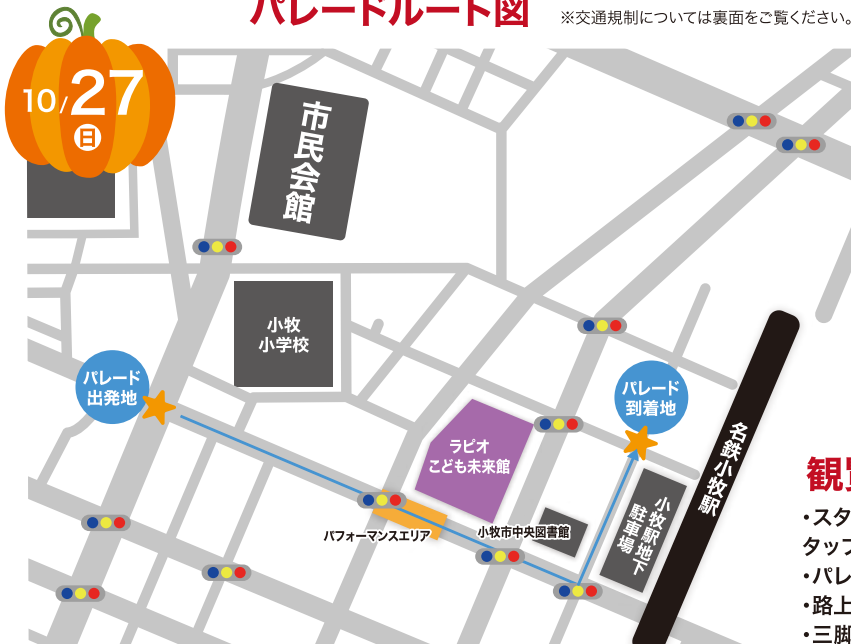 パレードルート図
※交通規制については裏面をご覧ください。
10/27
日
市民会館
小牧
小学校
パレード
出発地
パレード
到着地
ラピオ
こども未来館
名鉄小牧駅
小牧駅地下
駐車場
小牧市中央図書館
パフォーマンスエリア
・スタ
タップ
・パレ
・路上
・三脚